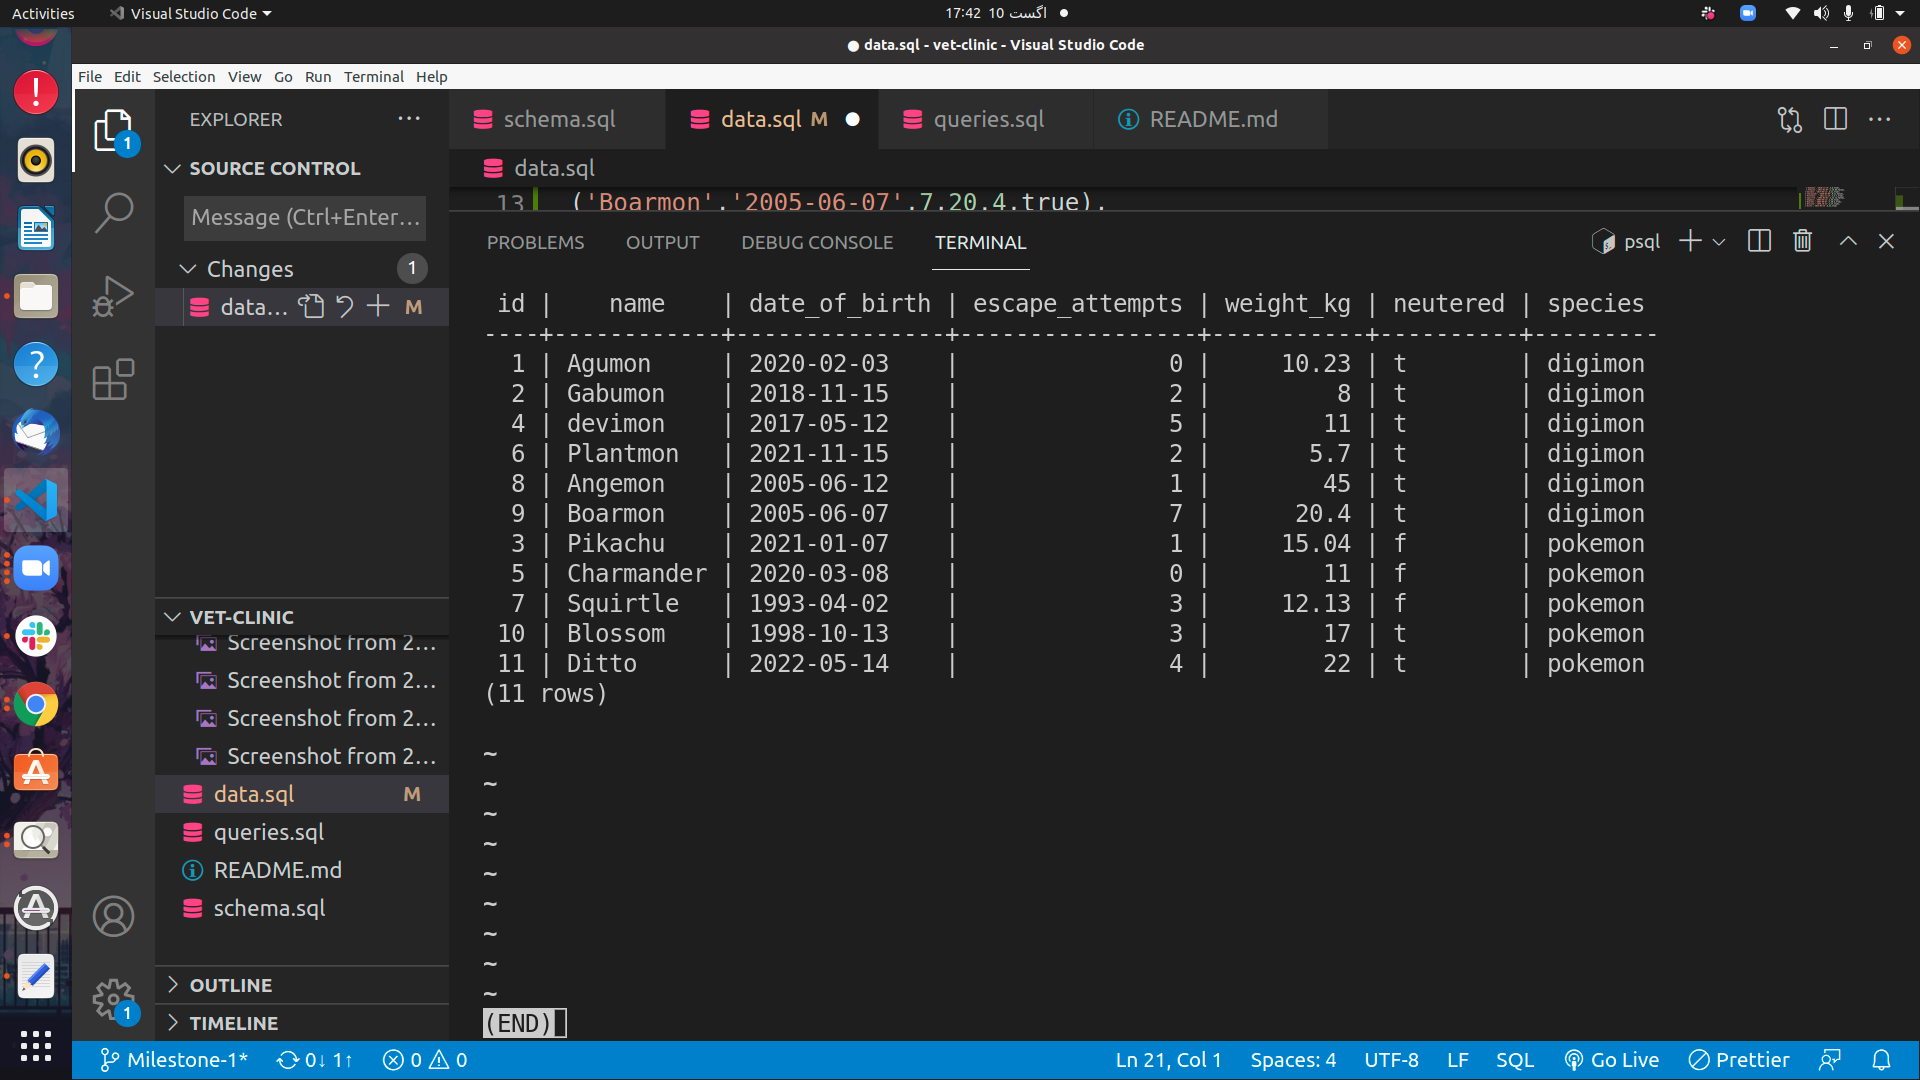 Activities Visual Studio Code 17:42 10 اگست
data.sql - vet-clinic - Visual Studio Code
File Edit Selection View Go Run Terminal Help
EXPLORER
schema.sql data.sql M queries.sql README.md
SOURCE CONTROL
data.sql
Message (Ctrl+Enter...
13 ('Boarmon','2005-06-07',7,20.4,true),
Changes 1
data... M
PROBLEMS OUTPUT DEBUG CONSOLE TERMINAL psql
id | name | date_of_birth | escape_attempts | weight_kg | neutered | species
----+------------+---------------+-----------------+-----------+----------+---------
1 | Agumon | 2020-02-03 | 0 | 10.23 | t | digimon
2 | Gabumon | 2018-11-15 | 2 | 8 | t | digimon
4 | devimon | 2017-05-12 | 5 | 11 | t | digimon
6 | Plantmon | 2021-11-15 | 2 | 5.7 | t | digimon
8 | Angemon | 2005-06-12 | 1 | 45 | t | digimon
9 | Boarmon | 2005-06-07 | 7 | 20.4 | t | digimon
3 | Pikachu | 2021-01-07 | 1 | 15.04 | f | pokemon
5 | Charmander | 2020-03-08 | 0 | 11 | f | pokemon
7 | Squirtle | 1993-04-02 | 3 | 12.13 | f | pokemon
10 | Blossom | 1998-10-13 | 3 | 17 | t | pokemon
11 | Ditto | 2022-05-14 | 4 | 22 | t | pokemon
(11 rows)
~
~
~
~
~
~
~
~
~
(END)
VET-CLINIC
Screenshot from 2...
Screenshot from 2...
Screenshot from 2...
Screenshot from 2...
data.sql M
queries.sql
README.md
schema.sql
OUTLINE
TIMELINE
1
1
Milestone-1* 0↓ 1↑ 0 0 Ln 21, Col 1 Spaces: 4 UTF-8 LF SQL Go Live Prettier